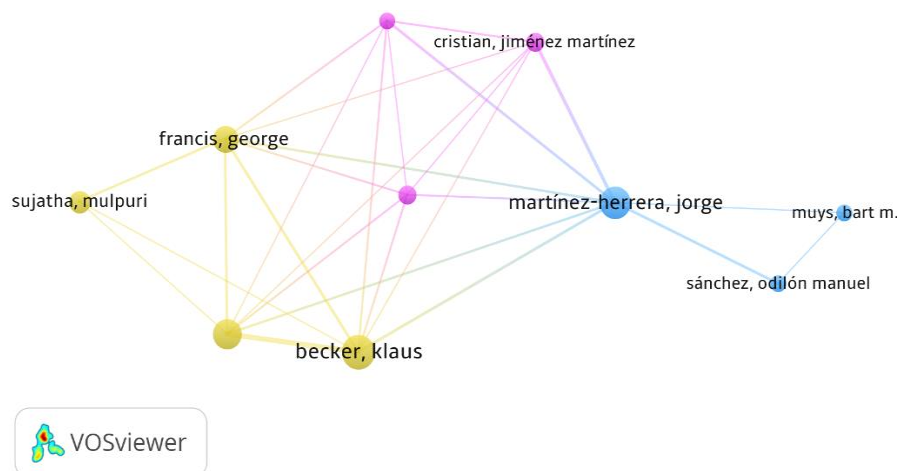 cristian, jiménez martínez
francis, george
sujatha, mulpuri
martínez-herrera, jorge
muys, bart m.
sánchez, odilón manuel
becker, klaus
VOSviewer